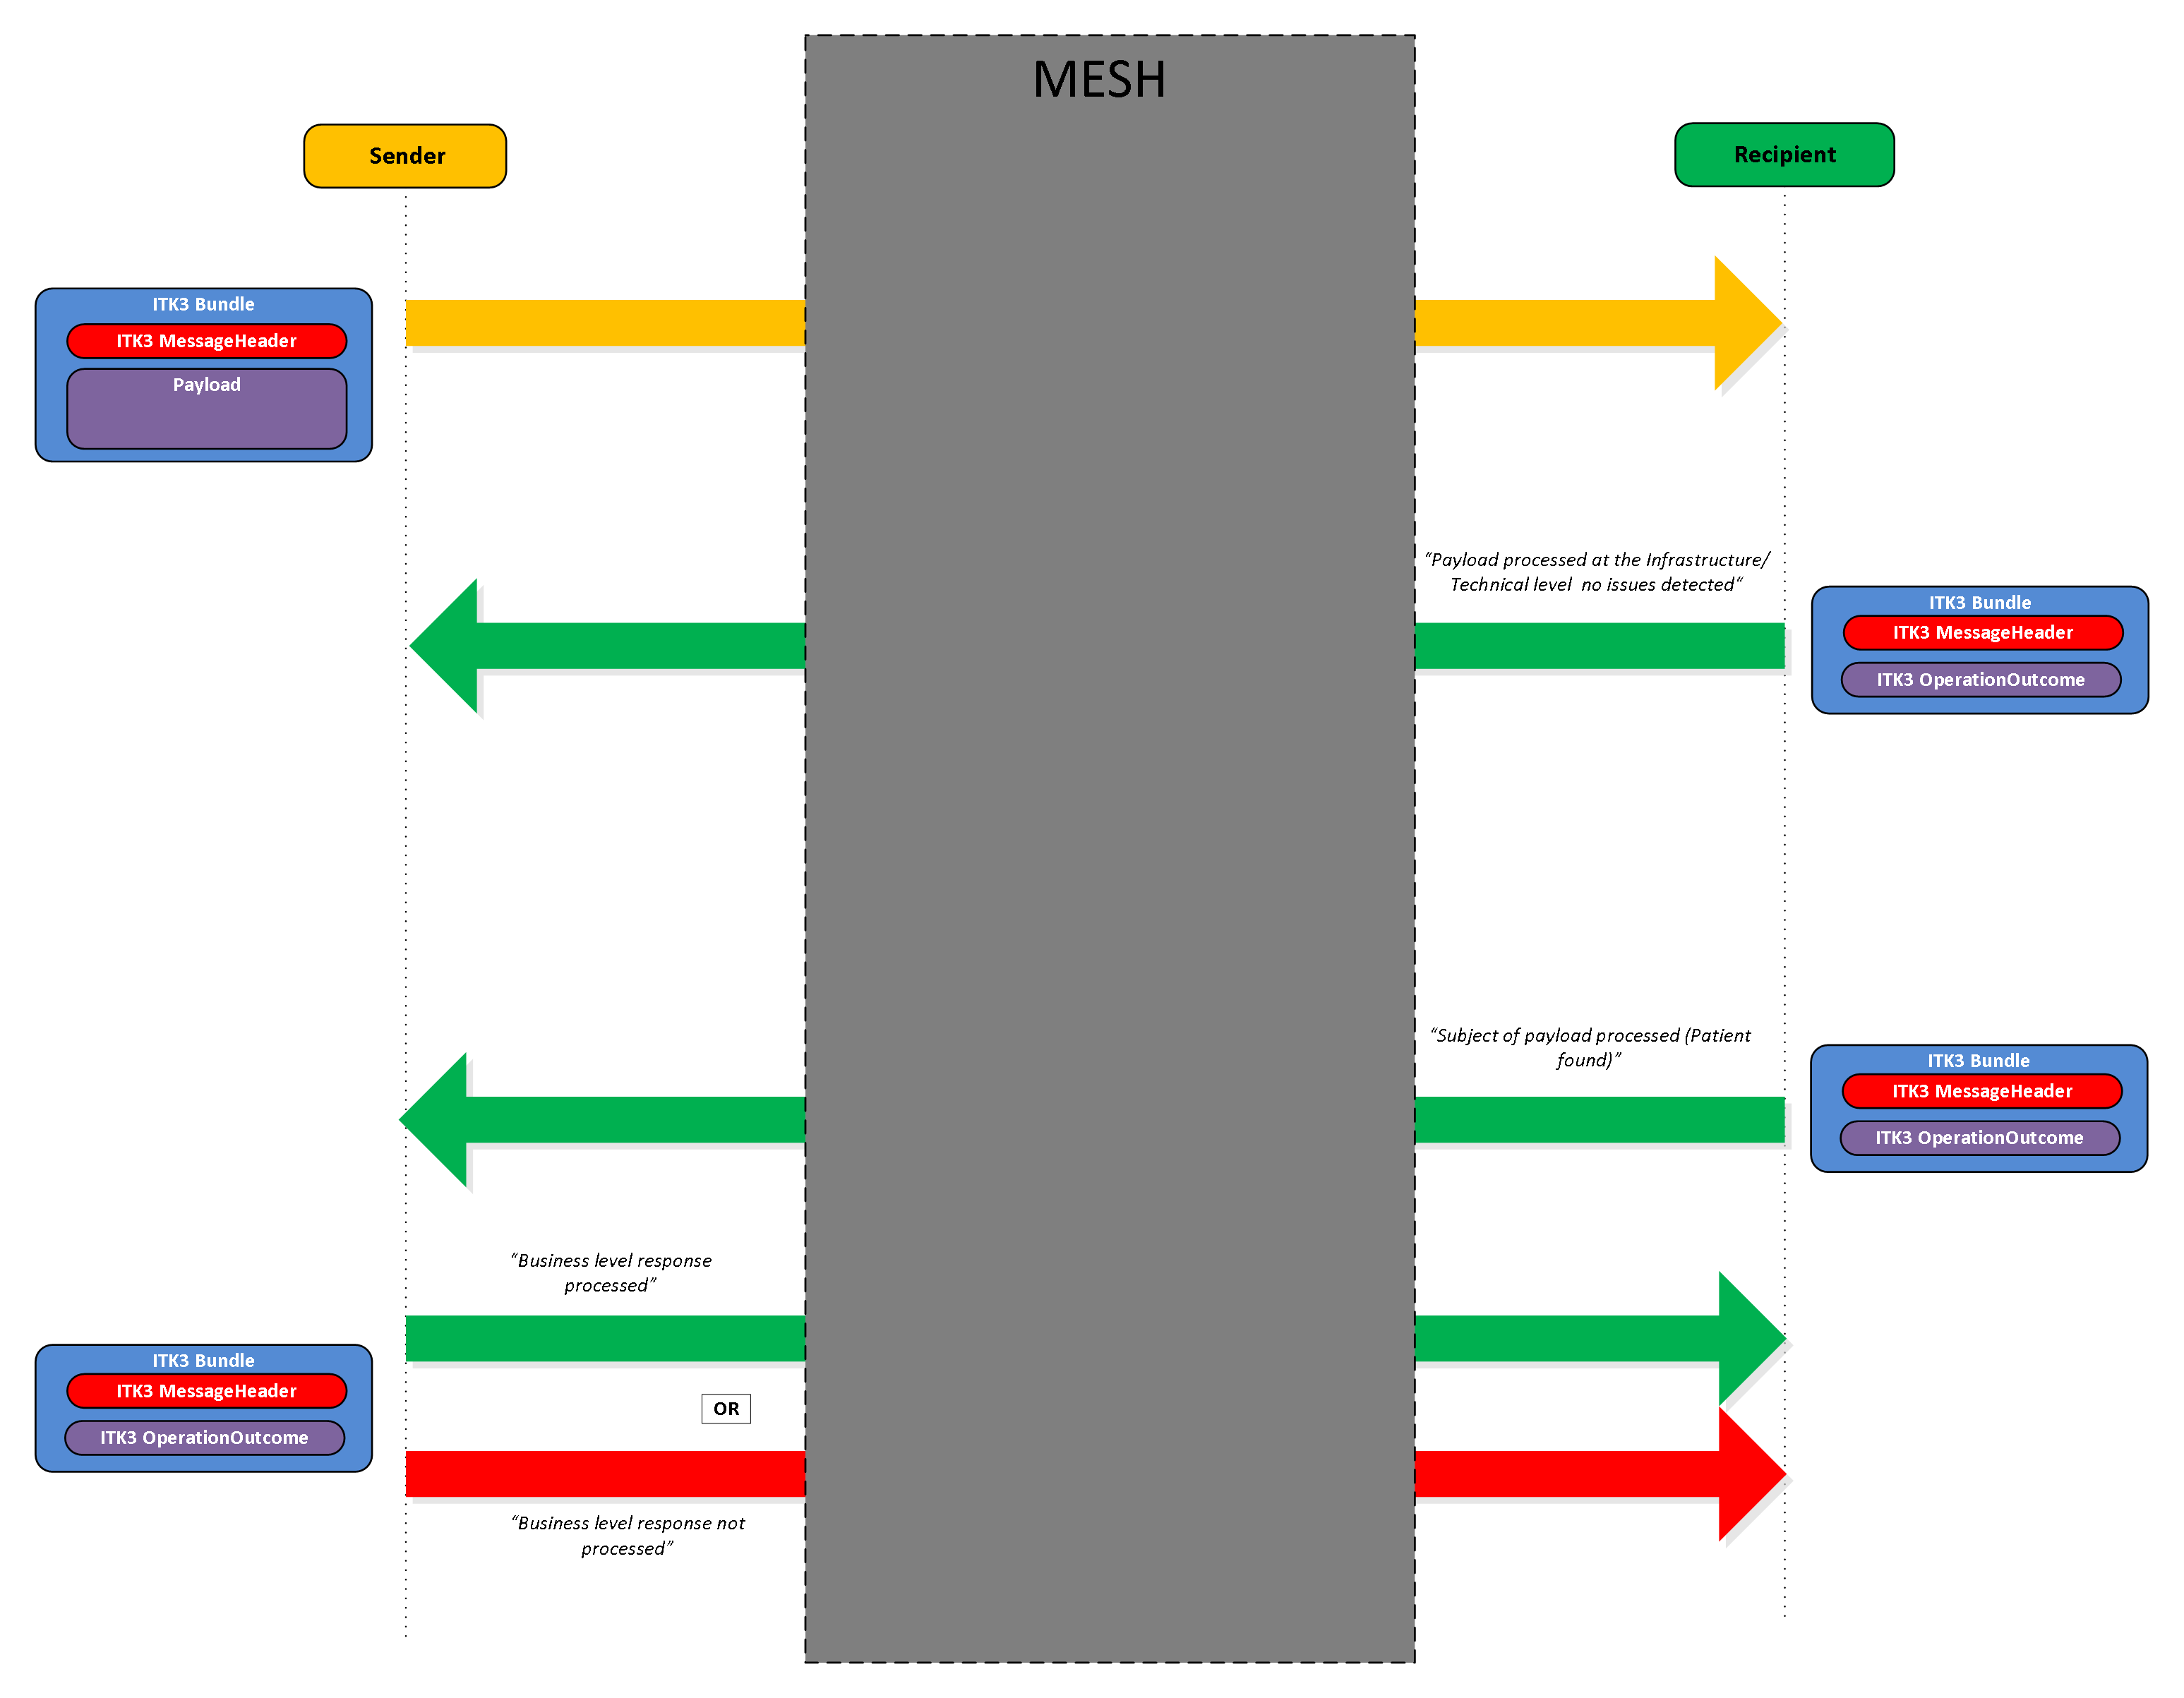 MESH
Sender
Recipient
ITK3 Bundle
ITK3 MessageHeader
Payload
“Payload processed at the Infrastructure/
Technical level  no issues detected“
ITK3 Bundle
ITK3 MessageHeader
ITK3 OperationOutcome
“Subject of payload processed (Patient
found)”
ITK3 Bundle
ITK3 MessageHeader
ITK3 OperationOutcome
“Business level response
processed”
ITK3 Bundle
ITK3 MessageHeader
ITK3 OperationOutcome
OR
“Business level response not
processed”